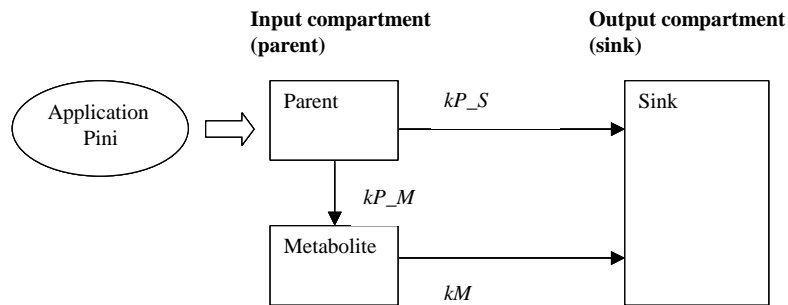 Input compartment
(parent)
Output compartment
(sink)
Application
Pini
Parent
kP_S
Sink
kP_M
Metabolite
kM